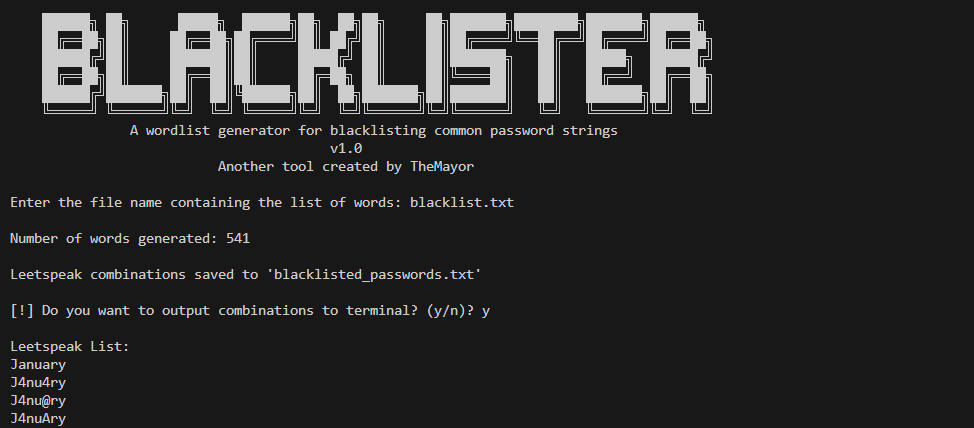 BLACKLISTER
A wordlist generator for blacklisting common password strings
v1.0
Another tool created by TheMayor
Enter the file name containing the list of words: blacklist.txt
Number of words generated: 541
Leetspeak combinations saved to 'blacklisted_passwords.txt'
[!] Do you want to output combinations to terminal? (y/n)? y
Leetspeak List:
January
J4nu4ry
J4nu@ry
J4nuAry